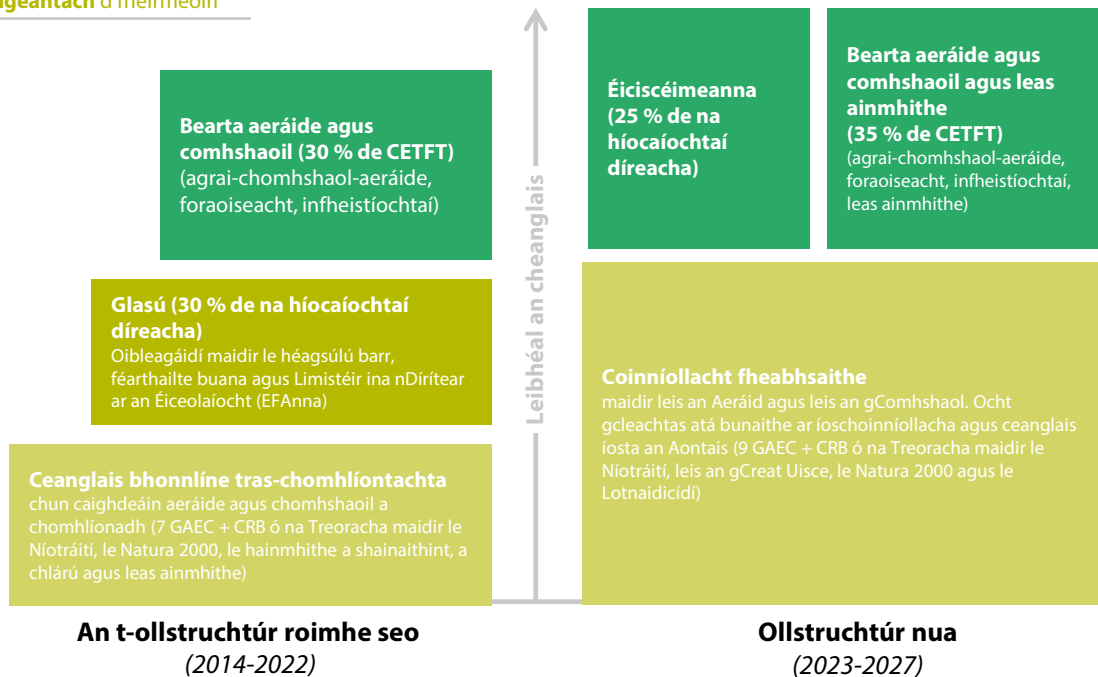 d'fheirmeoirí
Bearta aeráide agus
comhshaoil (30 % de CETFT)
(agrai-chomhshaol-aeráide,
foraoiseacht, infheistíochtaí)
Glasú (30 % de na híocaíochtaí
díreacha)
Oibleagáidí maidir le héagsúlú barr,
féarthailte buana agus Limistéir ina nDírítear
ar an Éiceolaíocht (EFAnna)
Ceanglais bhonnlíne tras-chomhlíontachta
chun caighdeáin aeráide agus chomhshaoil a
chomhlíonadh (7 GAEC + CRB ó na Treoracha maidir le
Níotráití, le Natura 2000, le hainmhithe a shainaithint, a
chlárú agus leas ainmhithe)
An t-ollstruchtúr roimhe seo
(2014-2022)
Leibhéal an cheanglais
Éiciscéimeanna
(25 % de na
híocaíochtaí
díreacha)
Bearta aeráide agus
comhshaoil agus leas
ainmhithe
(35 % de CETFT)
(agrai-chomhshaol-aeráide,
foraoiseacht, infheistíochtaí,
leas ainmhithe)
Coinníollacht fheabhsaithe
maidir leis an Aeráid agus leis an gComhshaol. Ocht
gcleachtas atá bunaithe ar íoschoinníollacha agus ceanglais
íosta an Aontais (9 GAEC + CRB ó na Treoracha maidir le
Níotráití, leis an gCreat Uisce, le Natura 2000 agus le
Lotnaidicídí)
Ollstruchtúr nua
(2023-2027)